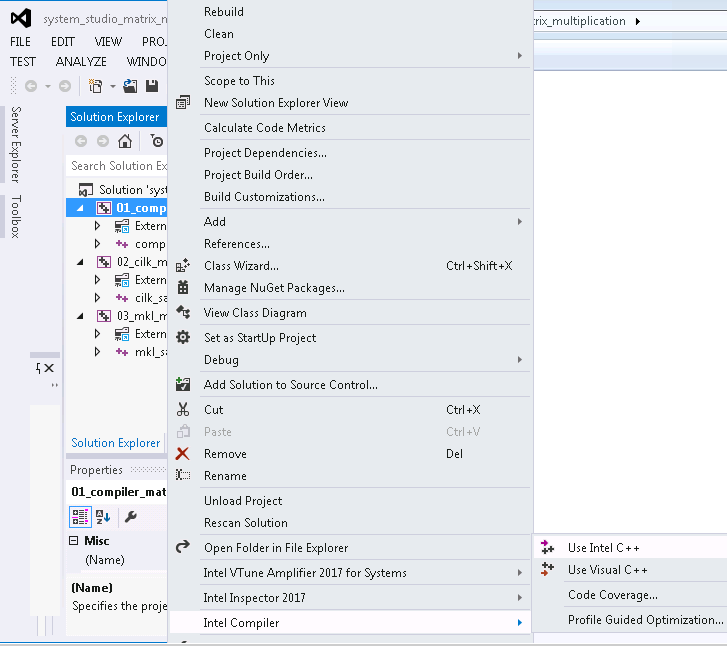 system_studio_matrix_m
rix_multiplication
FILE EDIT VIEW PRO
TEST ANALYZE WINDO
Server Explorer
Toolbox
Solution Explorer
Search Solution Ex
Solution 'syst
01_comp
Extern
comp
02_cilk_m
Extern
cilk_sa
03_mkl_m
Extern
mkl_sa
Solution Explorer
Properties
01_compiler_mat
Misc
(Name)
(Name)
Specifies the proje
Rebuild
Clean
Project Only
Scope to This
New Solution Explorer View
Calculate Code Metrics
Project Dependencies...
Project Build Order...
Build Customizations...
Add
References...
Class Wizard... Ctrl+Shift+X
Manage NuGet Packages...
View Class Diagram
Set as StartUp Project
Debug
Add Solution to Source Control...
Cut Ctrl+X
Paste Ctrl+V
Remove Del
Rename
Unload Project
Rescan Solution
Open Folder in File Explorer
Intel VTune Amplifier 2017 for Systems
Intel Inspector 2017
Intel Compiler
Use Intel C++
Use Visual C++
Code Coverage...
Profile Guided Optimization...